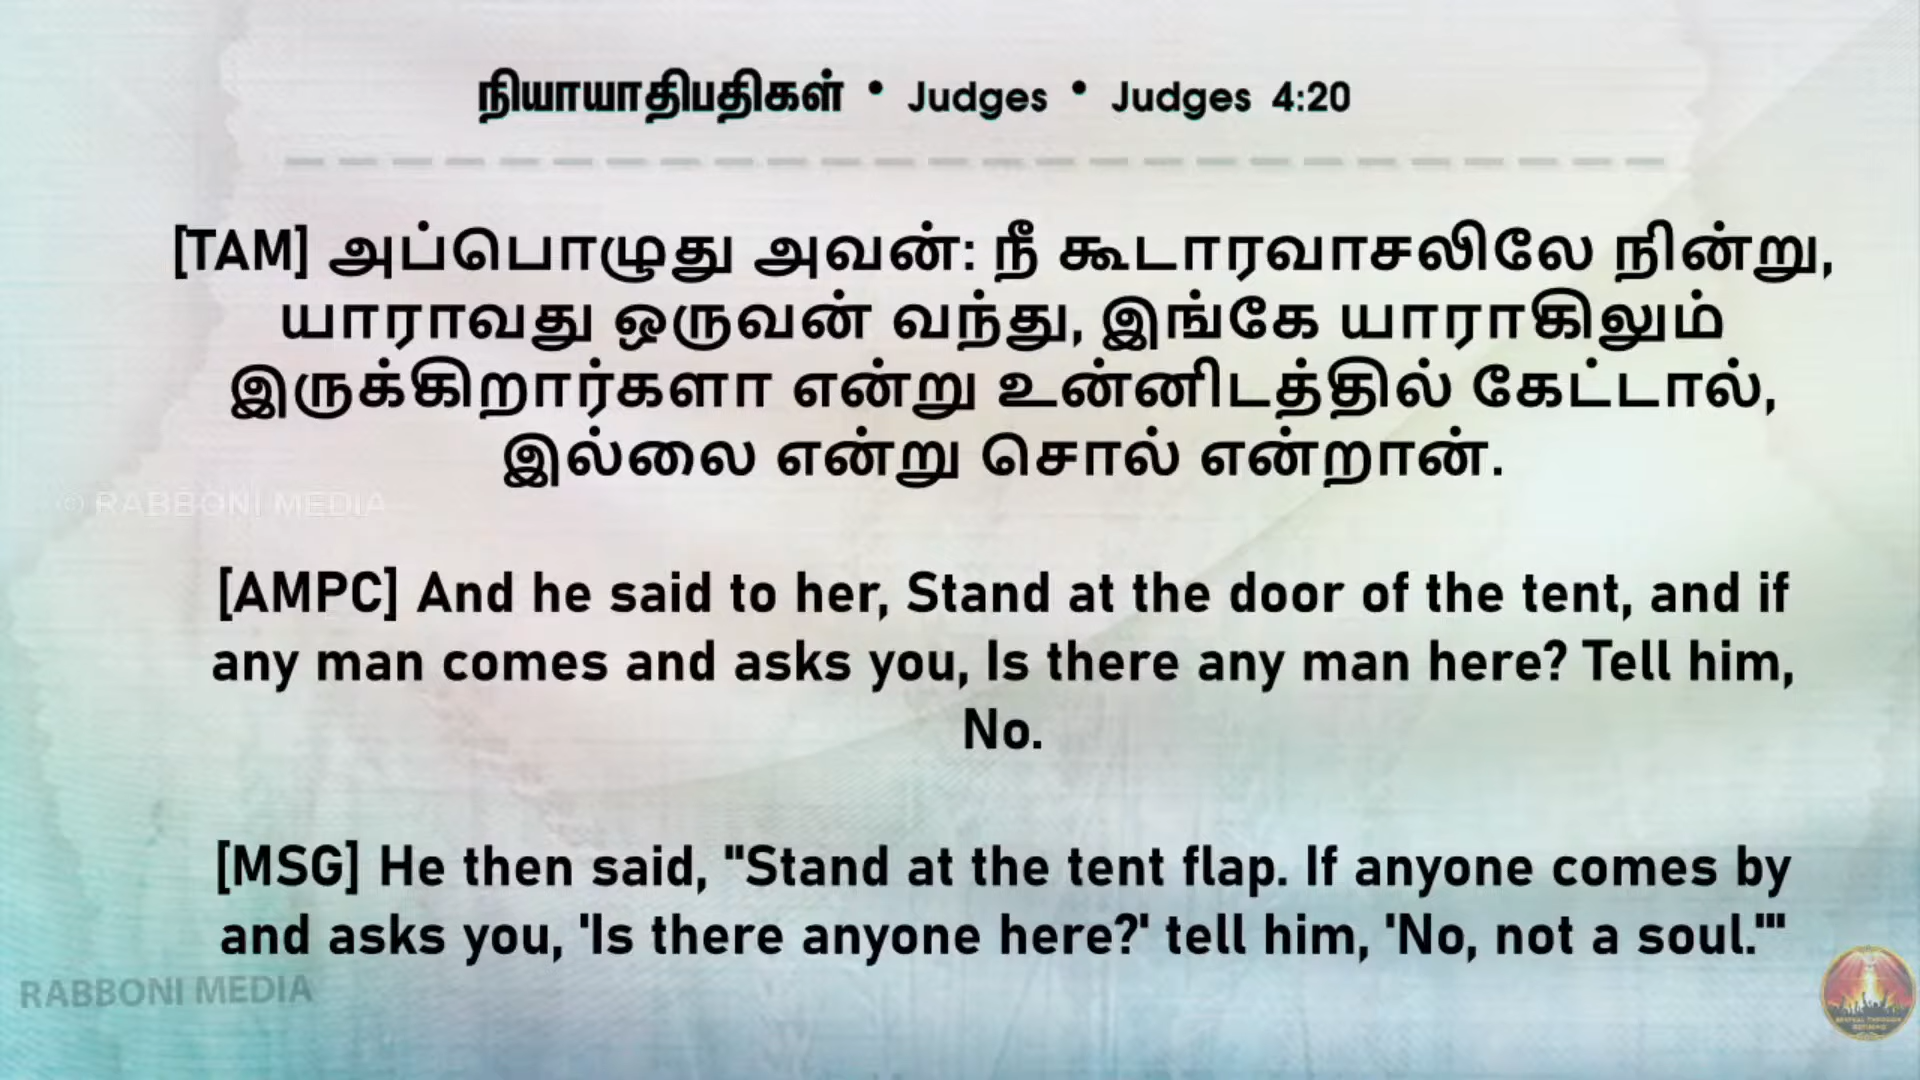 நியாயாதிபதிகள் • Judges • Judges 4:20
[TAM] அப்பொழுது அவன்: நீ கூடாரவாசலிலே நின்று,
யாராவது ஒருவன் வந்து, இங்கே யாராகிலும்
இருக்கிறார்களா என்று உன்னிடத்தில் கேட்டால்,
இல்லை என்று சொல் என்றான்.
© RABBONI MEDIA
[AMPC] And he said to her, Stand at the door of the tent, and if
any man comes and asks you, Is there any man here? Tell him,
No.
[MSG] He then said, "Stand at the tent flap. If anyone comes by
and asks you, 'Is there anyone here?' tell him, 'No, not a soul.'"
RABBONI MEDIA